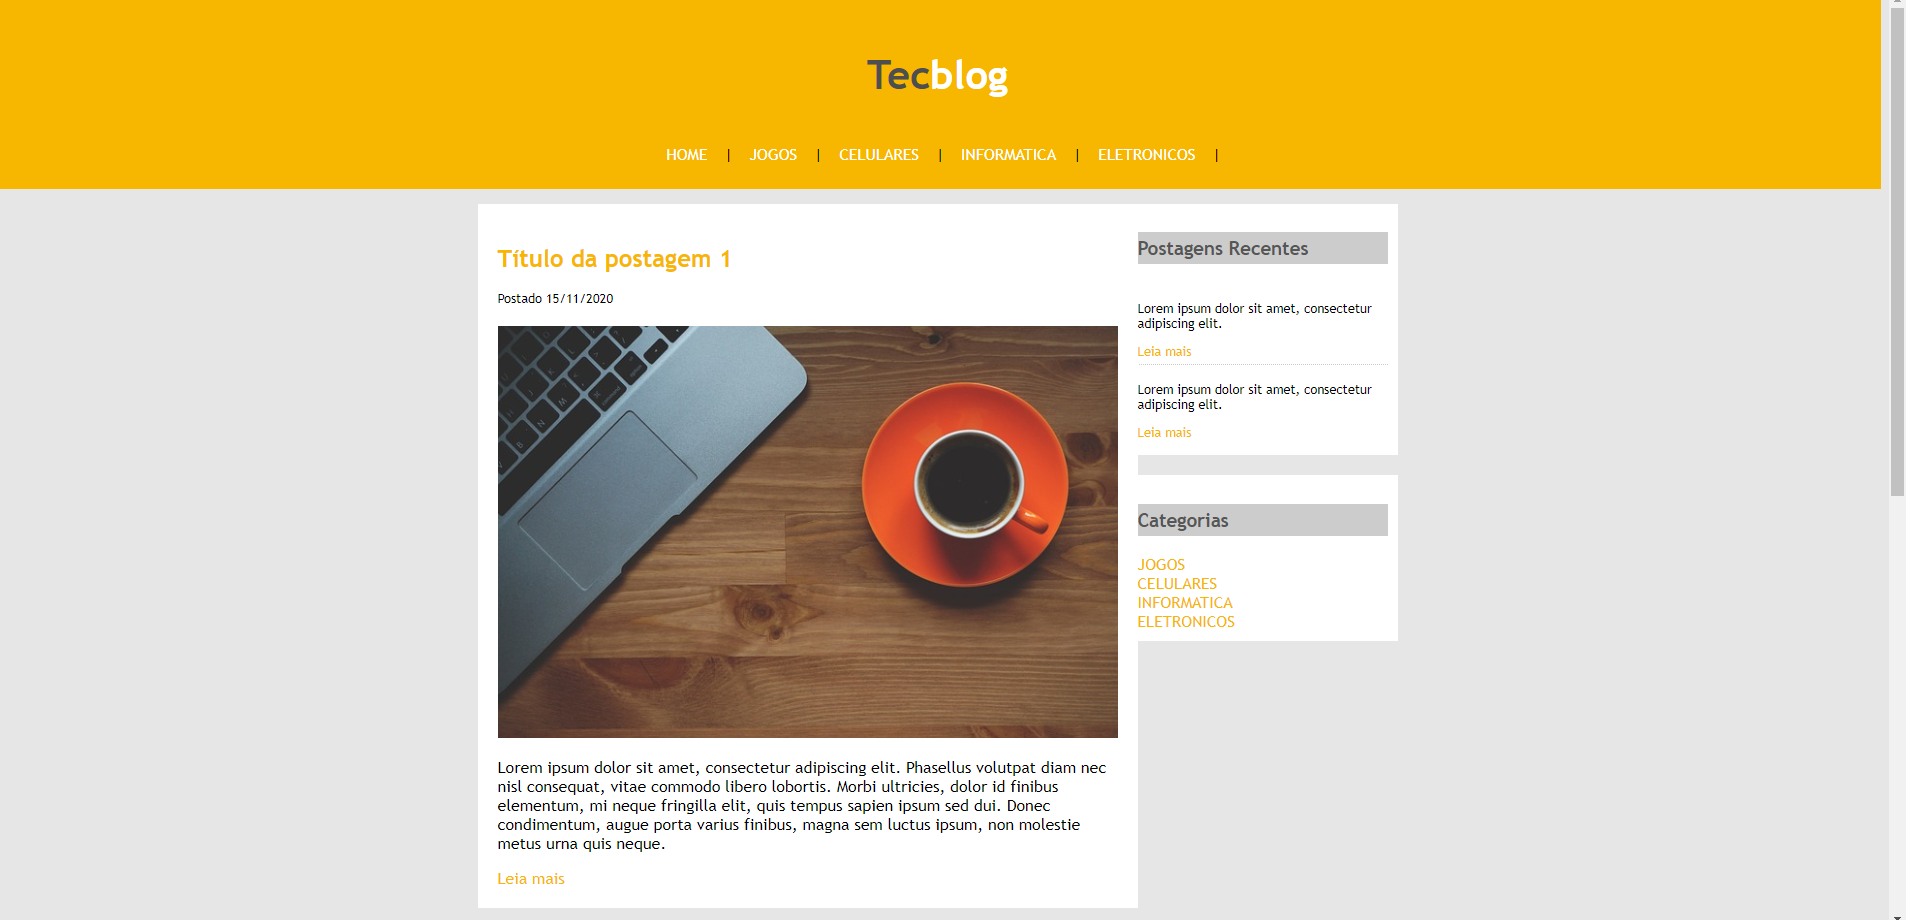 Tecblog
HOME | JOGOS | CELULARES | INFORMATICA | ELETRONICOS |
Título da postagem 1
Postado 15/11/2020
Lorem ipsum dolor sit amet, consectetur adipiscing elit. Phasellus volutpat diam nec
nisl consequat, vitae commodo libero lobortis. Morbi ultricies, dolor id finibus
elementum, mi neque fringilla elit, quis tempus sapien ipsum sed dui. Donec
condimentum, augue porta varius finibus, magna sem luctus ipsum, non molestie
metus urna quis neque.
Leia mais
Postagens Recentes
Lorem ipsum dolor sit amet, consectetur
adipiscing elit.
Leia mais
Lorem ipsum dolor sit amet, consectetur
adipiscing elit.
Leia mais
Categorias
JOGOS
CELULARES
INFORMATICA
ELETRONICOS